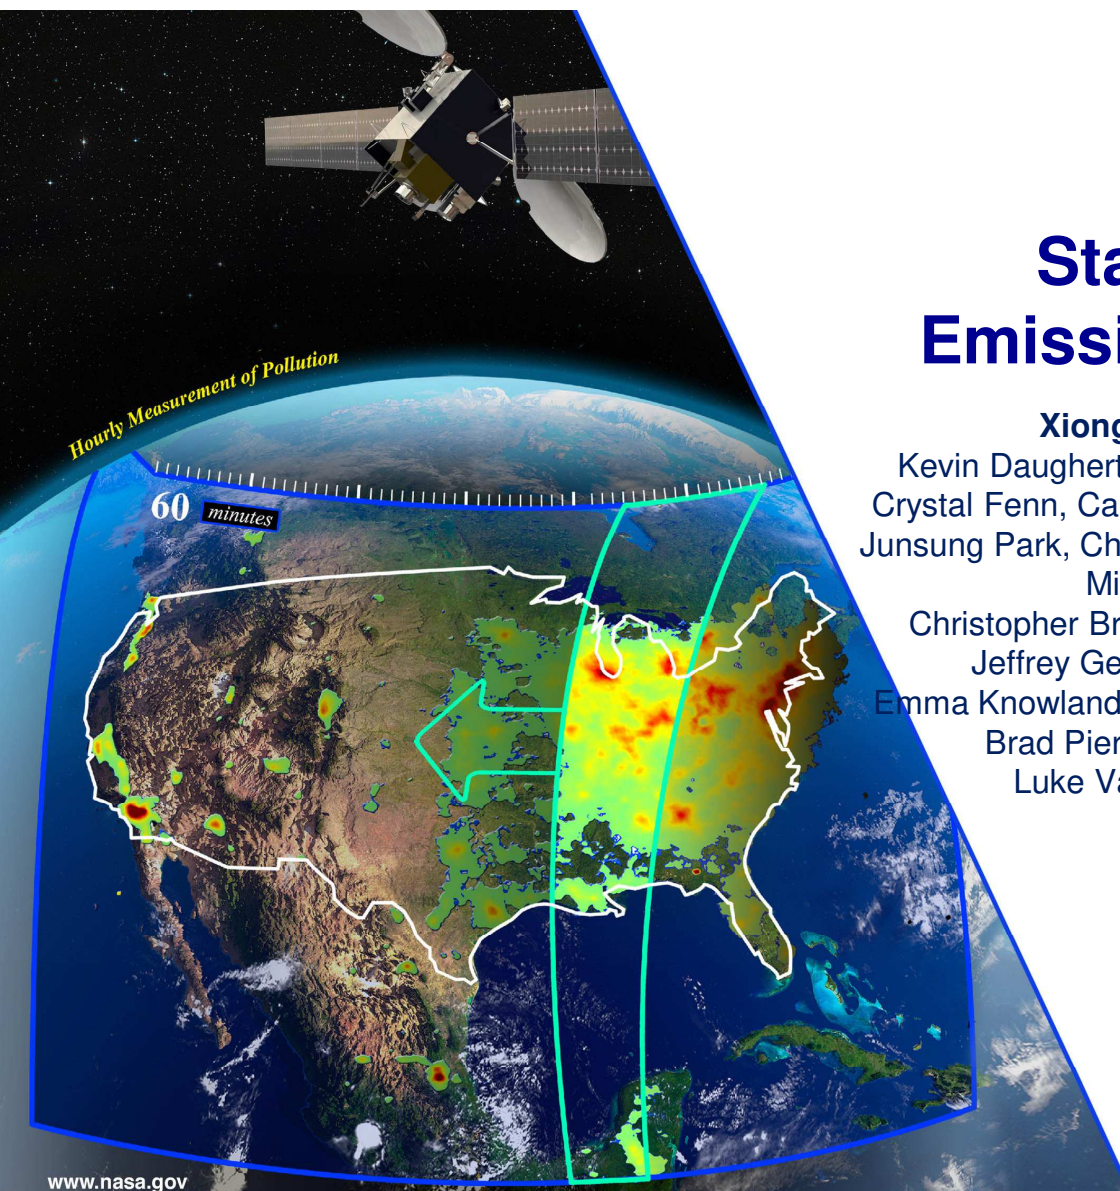 Hourly Measurement of Pollution
60 minutes
Sta
Emissi
Xiong
Kevin Daughert
Crystal Fenn, Ca
Junsung Park, Ch
Mi
Christopher Br
Jeffrey Ge
Emma Knowland
Brad Pier
Luke Va
www.nasa.gov